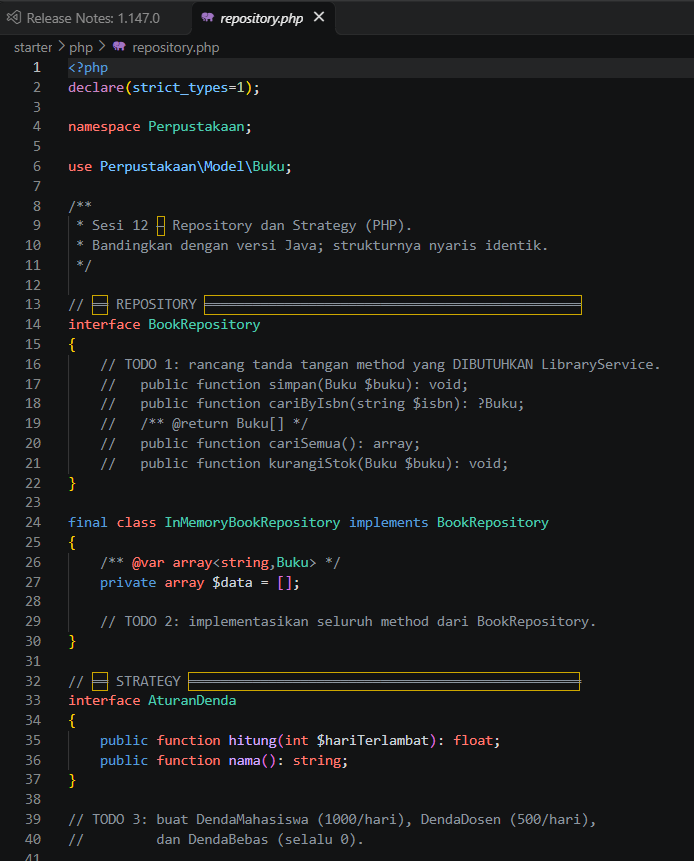 Release Notes: 1.147.0
repository.php
starter > php > repository.php
1 <?php
2 declare(strict_types=1);
3
4 namespace Perpustakaan;
5
6 use Perpustakaan\Model\Buku;
7
8 /**
9  * Sesi 12 – Repository dan Strategy (PHP).
10  * Bandingkan dengan versi Java; strukturnya nyaris identik.
11  */
12
13 // ══ REPOSITORY ═══════════════════════════════════════════════
14 interface BookRepository
15 {
16     // TODO 1: rancang tanda tangan method yang DIBUTUHKAN LibraryService.
17     //   public function simpan(Buku $buku): void;
18     //   public function cariByIsbn(string $isbn): ?Buku;
19     //   /** @return Buku[] */
20     //   public function cariSemua(): array;
21     //   public function kurangiStok(Buku $buku): void;
22 }
23
24 final class InMemoryBookRepository implements BookRepository
25 {
26     /** @var array<string,Buku> */
27     private array $data = [];
28
29     // TODO 2: implementasikan seluruh method dari BookRepository.
30 }
31
32 // ══ STRATEGY ═════════════════════════════════════════════════
33 interface AturanDenda
34 {
35     public function hitung(int $hariTerlambat): float;
36     public function nama(): string;
37 }
38
39 // TODO 3: buat DendaMahasiswa (1000/hari), DendaDosen (500/hari),
40 //         dan DendaBebas (selalu 0).
41